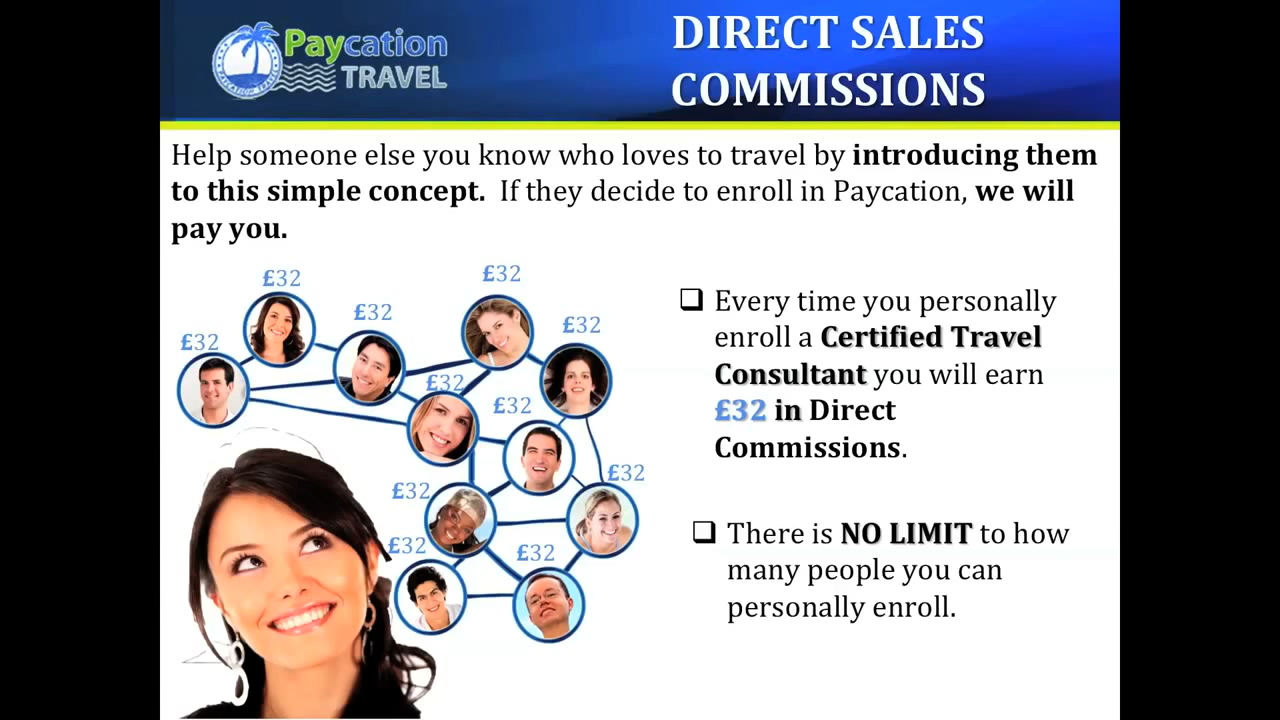 Paycation
TRAVEL
DIRECT SALES
COMMISSIONS
Help someone else you know who loves to travel by introducing them
to this simple concept.  If they decide to enroll in Paycation, we will
pay you.
£32
£32
£32
£32
£32
£32
£32
£32
£32
£32
£32
❑ Every time you personally
enroll a Certified Travel
Consultant you will earn
£32 in Direct
Commissions.
❑ There is NO LIMIT to how
many people you can
personally enroll.